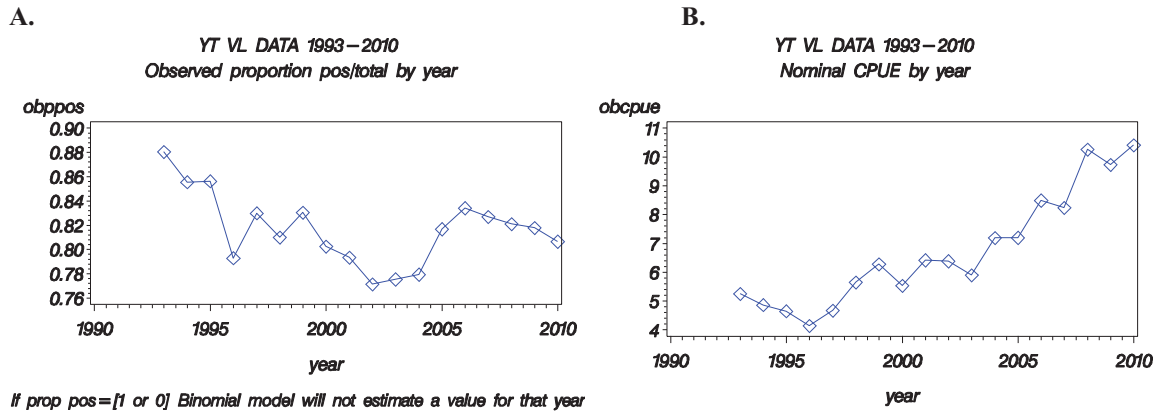 A.
YT VL DATA 1993–2010
Observed proportion pos/total by year
obppos
0.90
0.88
0.86
0.84
0.82
0.80
0.78
0.76
1990 1995 2000 2005 2010
year
If prop pos=[1 or 0] Binomial model will not estimate a value for that year
B.
YT VL DATA 1993–2010
Nominal CPUE by year
obcpue
11
10
9
8
7
6
5
4
1990 1995 2000 2005 2010
year